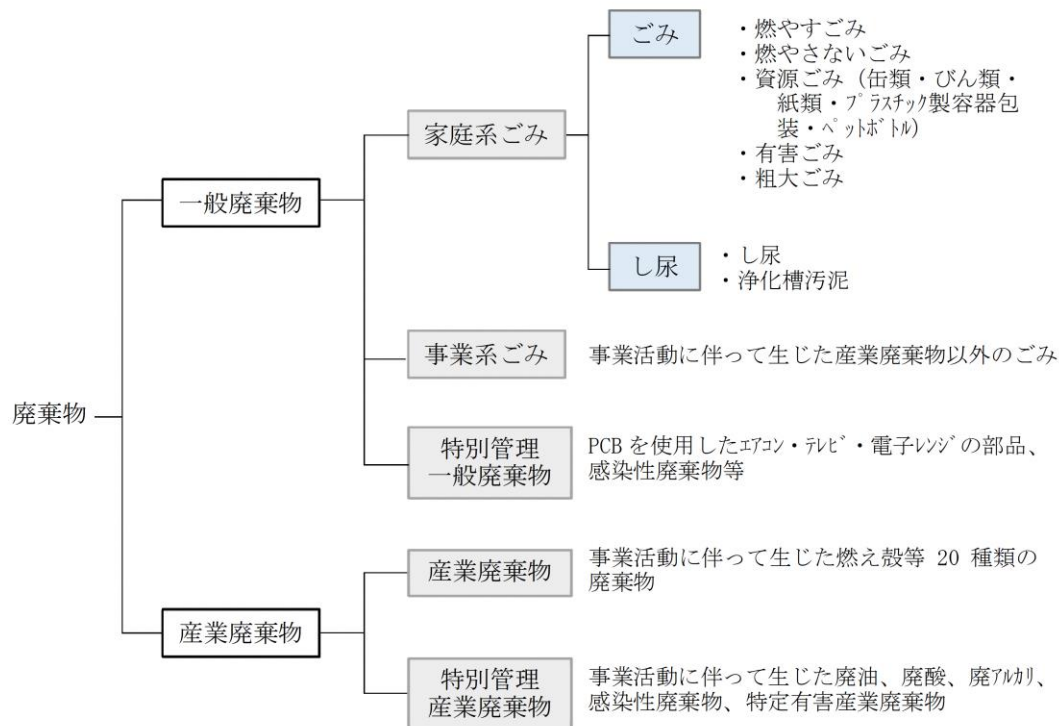 廃棄物
一般廃棄物
家庭系ごみ
ごみ
・燃やすごみ
・燃やさないごみ
・資源ごみ（缶類・びん類・
紙類・ﾌﾟﾗｽﾁｯｸ製容器包
装・ﾍﾟｯﾄﾎﾞﾄﾙ）
・有害ごみ
・粗大ごみ
し尿
・し尿
・浄化槽汚泥
事業系ごみ
事業活動に伴って生じた産業廃棄物以外のごみ
特別管理
一般廃棄物
PCB を使用したｴｱｺﾝ・ﾃﾚﾋﾞ・電子ﾚﾝｼﾞの部品、
感染性廃棄物等
産業廃棄物
産業廃棄物
事業活動に伴って生じた燃え殻等 20 種類の
廃棄物
特別管理
産業廃棄物
事業活動に伴って生じた廃油、廃酸、廃ｱﾙｶﾘ、
感染性廃棄物、特定有害産業廃棄物